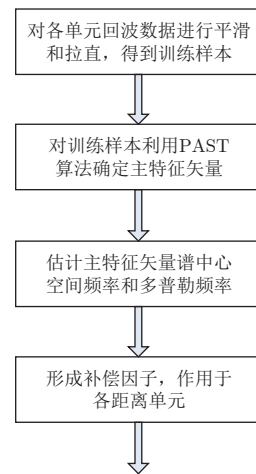 对各单元回波数据进行平滑
和拉直，得到训练样本
对训练样本利用PAST
算法确定主特征矢量
估计主特征矢量谱中心
空间频率和多普勒频率
形成补偿因子，作用于
各距离单元